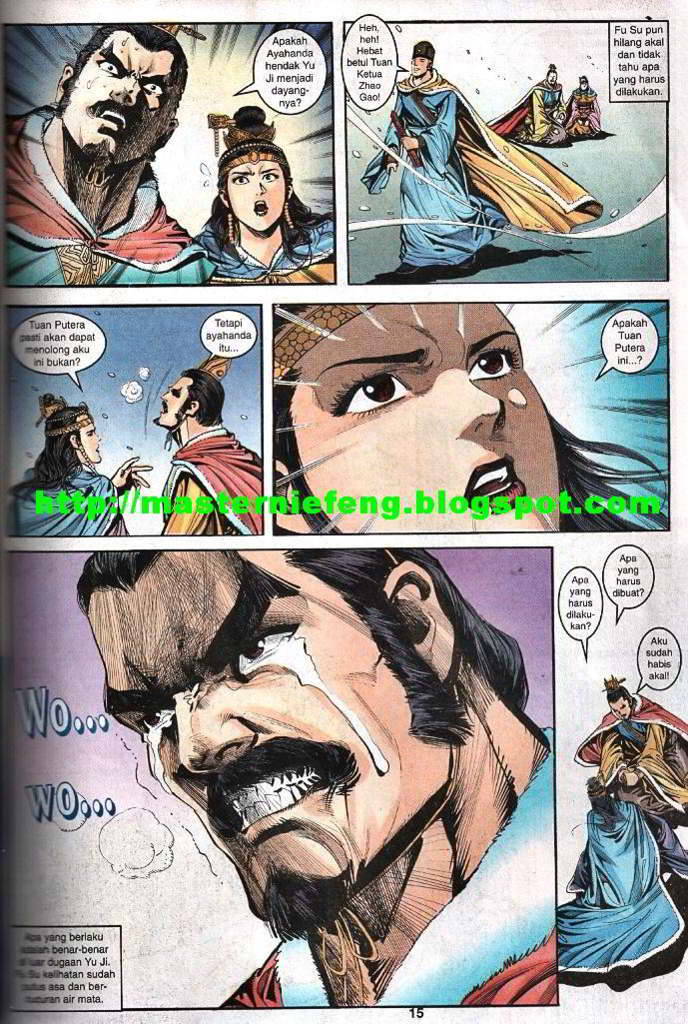 Apakah
Ayahanda
hendak Yu
Ji menjadi
dayang-
nya?
Heh,
heh!
Hebat
betul Tuan
Ketua
Zhao
Gao!
Fu Su pun
hilang akal
dan tidak
tahu apa
yang harus
dilakukan.
Tuan Putera
pasti akan dapat
menolong aku
ini bukan?
Tetapi
ayahanda
itu...
Apakah
Tuan
Putera
ini...?
http://masterniefeng.blogspot.com
WO...
WO...
Apa yang berlaku
adalah benar-benar
di luar dugaan Yu Ji.
Fu Su kelihatan sudah
putus asa dan ber-
cucuran air mata.
Apa
yang
harus
dilaku-
kan?
Apa
yang
harus
dibuat?
Aku
sudah
habis
akal!
15